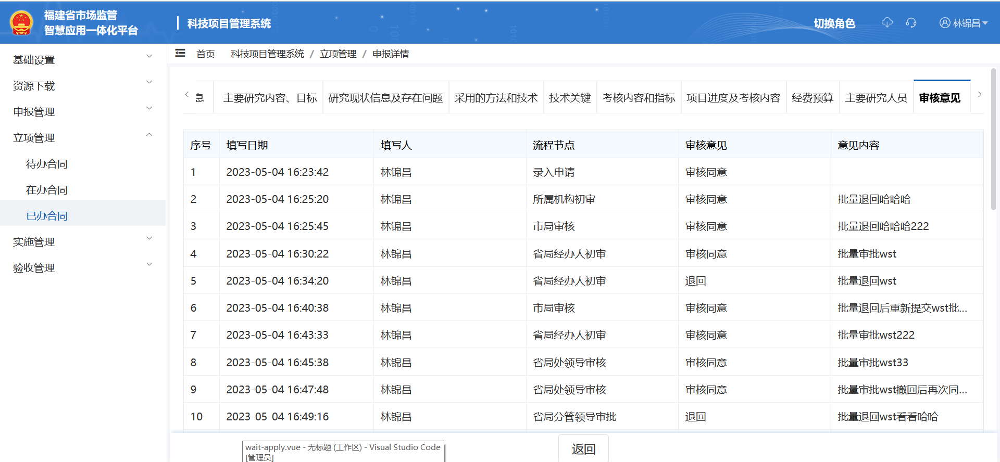 福建省市场监管
智慧应用一体化平台
科技项目管理系统
切换角色
林锦昌
基础设置
资源下载
申报管理
立项管理
待办合同
在办合同
已办合同
实施管理
验收管理
首页 科技项目管理系统 / 立项管理 / 申报详情
息 主要研究内容、目标 研究现状信息及存在问题 采用的方法和技术 技术关键 考核内容和指标 项目进度及考核内容 经费预算 主要研究人员 审核意见
序号 填写日期 填写人 流程节点 审核意见 意见内容
1 2023-05-04 16:23:42 林锦昌 录入申请 审核同意
2 2023-05-04 16:25:20 林锦昌 所属机构初审 审核同意 批量退回哈哈哈
3 2023-05-04 16:25:45 林锦昌 市局审核 审核同意 批量退回哈哈哈222
4 2023-05-04 16:30:22 林锦昌 省局经办人初审 审核同意 批量审批wst
5 2023-05-04 16:34:20 林锦昌 省局经办人初审 退回 批量退回wst
6 2023-05-04 16:40:38 林锦昌 市局审核 审核同意 批量退回后重新提交wst批...
7 2023-05-04 16:43:33 林锦昌 省局经办人初审 审核同意 批量审批wst222
8 2023-05-04 16:45:38 林锦昌 省局处领导审核 审核同意 批量审批wst33
9 2023-05-04 16:47:48 林锦昌 省局处领导审核 审核同意 批量审批wst撤回后再次同...
10 2023-05-04 16:49:16 林锦昌 省局分管领导审批 退回 批量退回wst看看哈哈
返回
wait-apply.vue - 无标题 (工作区) - Visual Studio Code
[管理员]